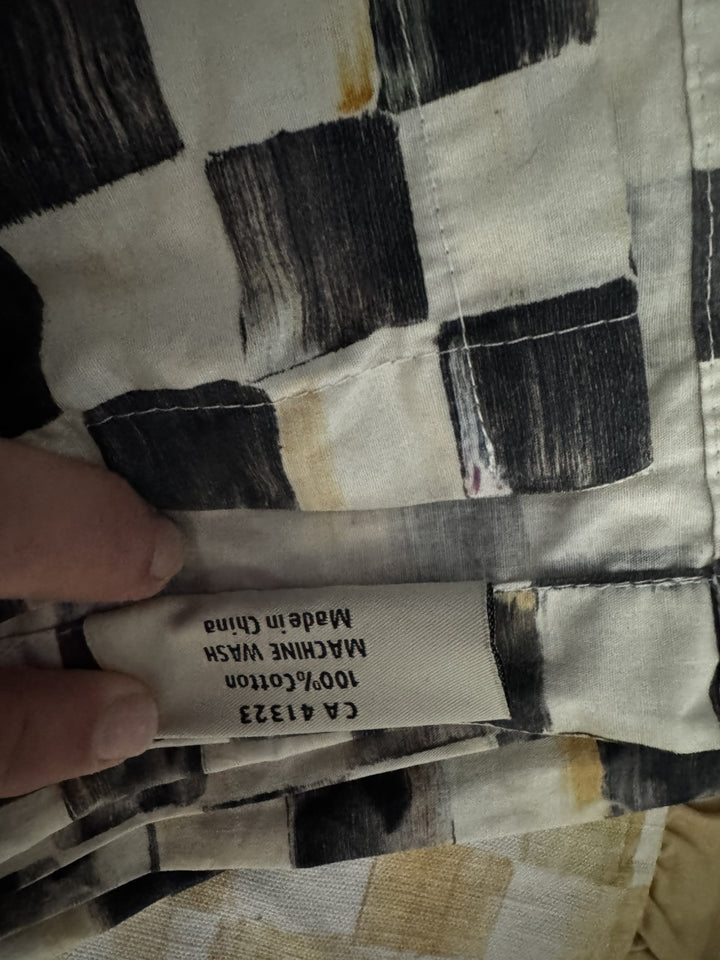 CA 41323
100%Cotton
MACHINE WASH
Made in China